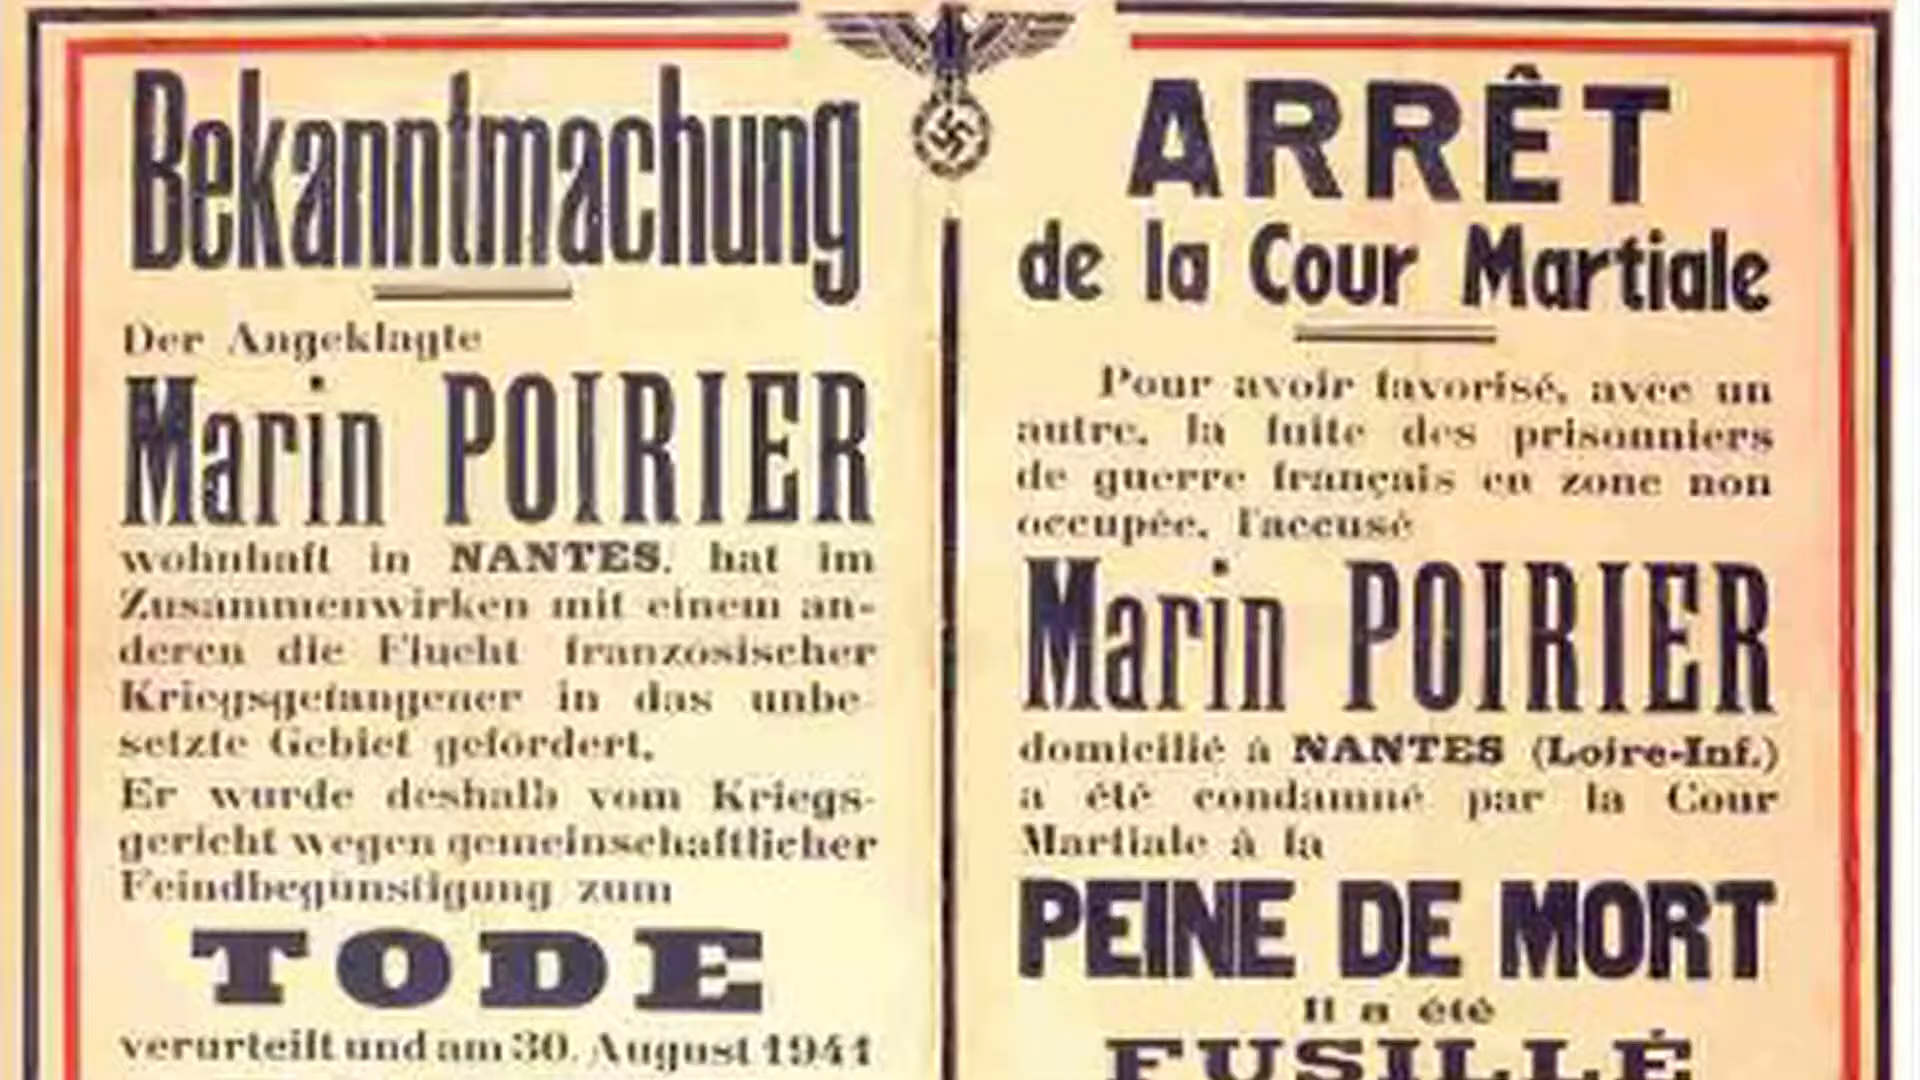 Bekanntmachung
Der Angeklagte
Marin POIRIER
wohnhaft in NANTES, hat im
Zusammenwirken mit einem an-
deren die Flucht französischer
Kriegsgefangener in das unbe-
setzte Gebiet gefördert.
Er wurde deshalb vom Kriegs-
gericht wegen gemeinschaftlicher
Feindbegünstigung zum
TODE
verurteilt und am 30. August 1941
ARRÊT
de la Cour Martiale
Pour avoir favorisé, avec un
autre, la fuite des prisonniers
de guerre français en zone non
occupée, l'accusé
Marin POIRIER
domicilié à NANTES (Loire-Inf.)
a été condamné par la Cour
Martiale à la
PEINE DE MORT
Il a été
FUSILLÉ